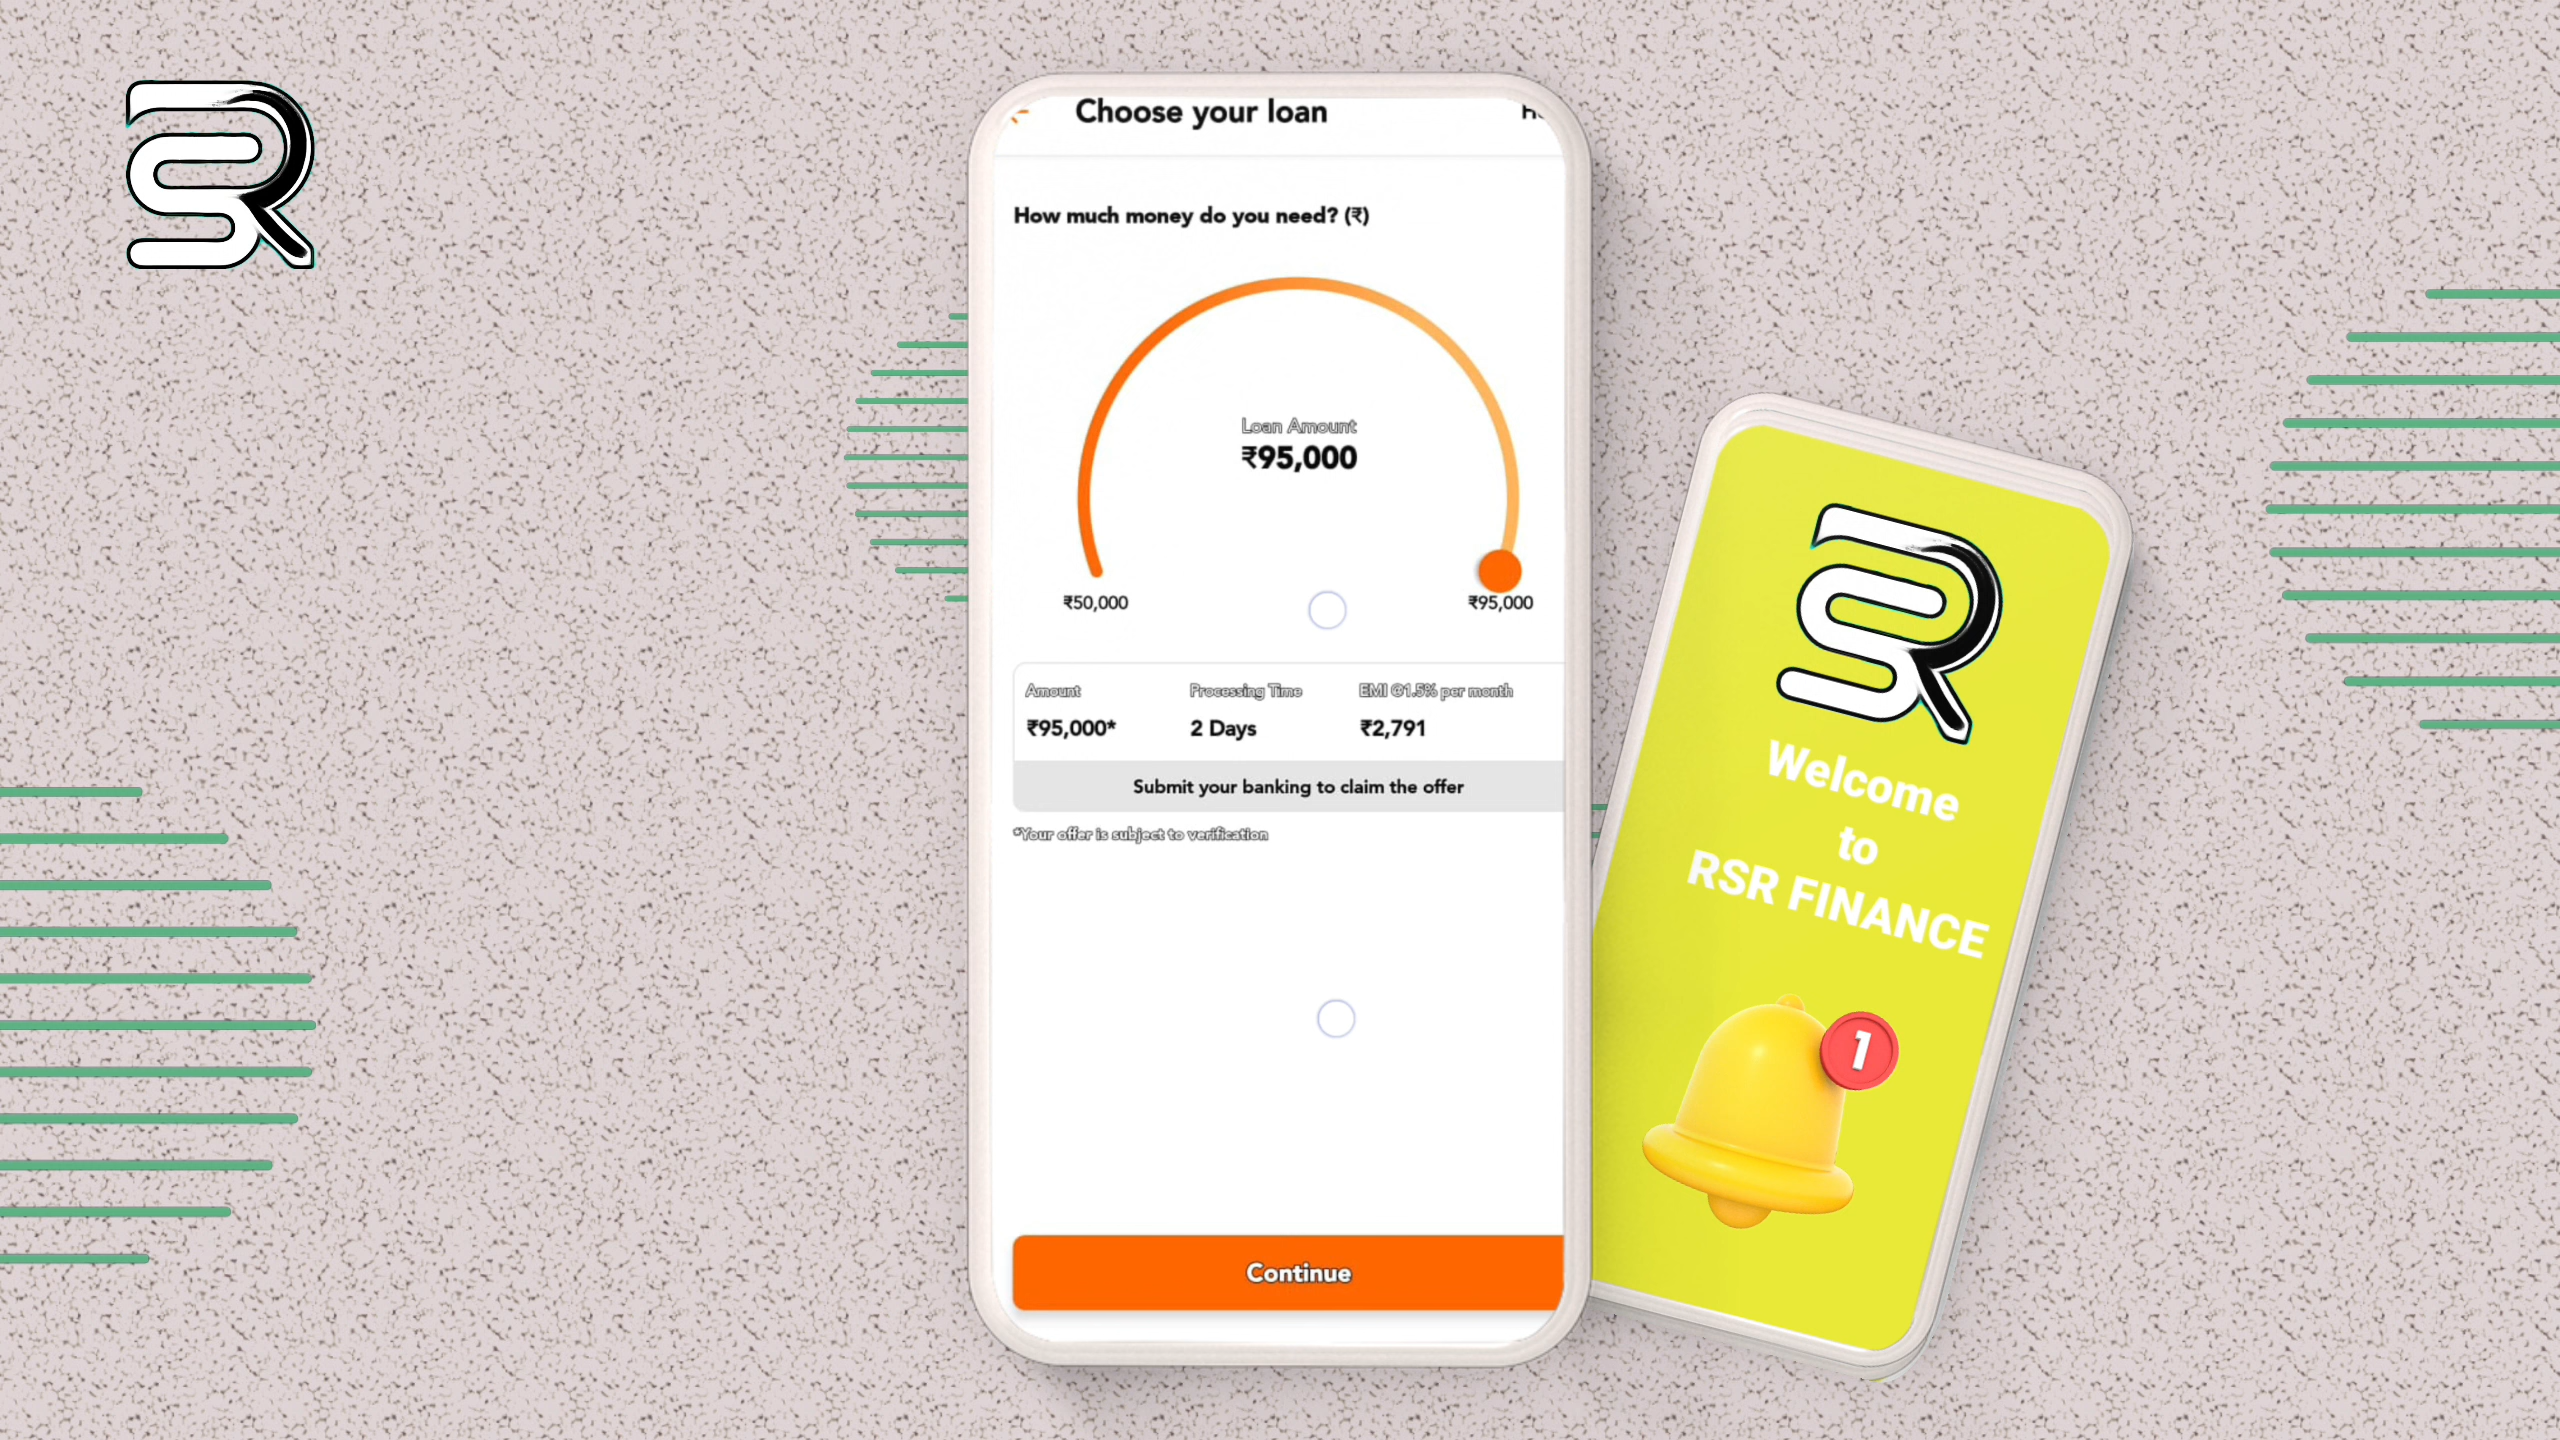 Choose your loan
How much money do you need? (₹)
Loan Amount
₹95,000
₹50,000
₹95,000
Amount
Processing Time
EMI @1.5% per month
₹95,000*
2 Days
₹2,791
Submit your banking to claim the offer
*Your offer is subject to verification
Continue
Welcome
to
RSR FINANCE
1